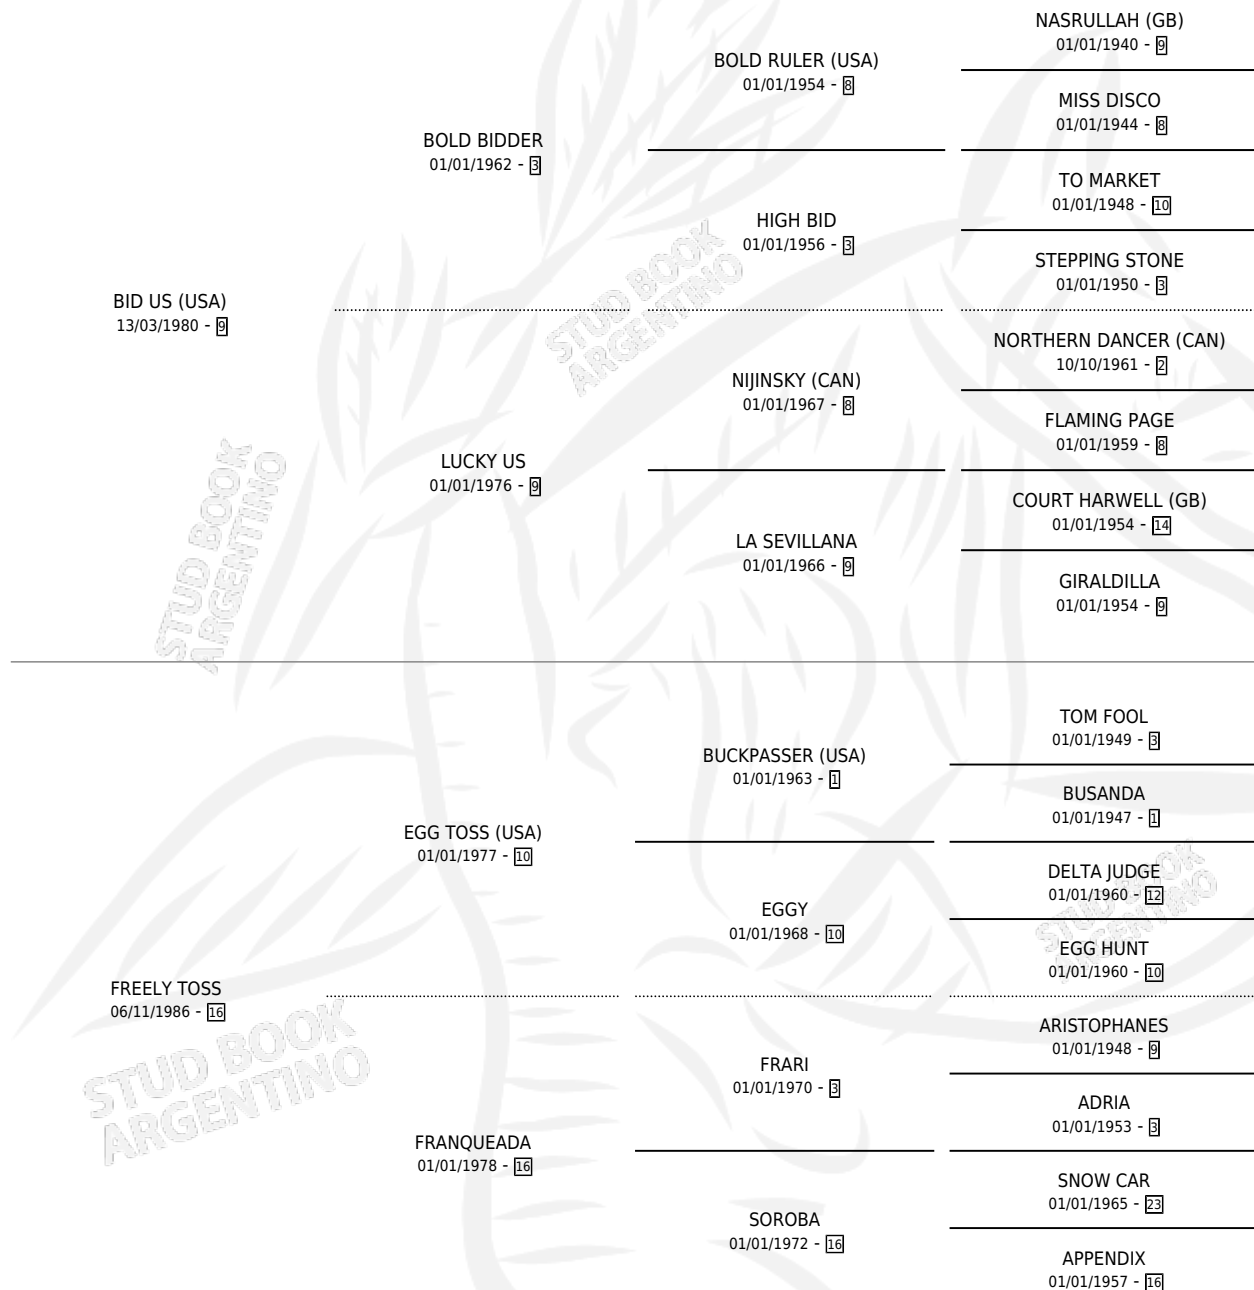 NASRULLAH (GB)
01/01/1940 - 9
BOLD RULER (USA)
01/01/1954 - 8
MISS DISCO
01/01/1944 - 8
BOLD BIDDER
01/01/1962 - 3
TO MARKET
01/01/1948 - 10
HIGH BID
01/01/1956 - 3
STEPPING STONE
01/01/1950 - 3
BID US (USA)
13/03/1980 - 9
NORTHERN DANCER (CAN)
10/10/1961 - 2
NIJINSKY (CAN)
01/01/1967 - 8
FLAMING PAGE
01/01/1959 - 8
LUCKY US
01/01/1976 - 9
COURT HARWELL (GB)
01/01/1954 - 14
LA SEVILLANA
01/01/1966 - 9
GIRALDILLA
01/01/1954 - 9
STUD BOOK
ARGENTINO
STUD BOOK
ARGENTINO
TOM FOOL
01/01/1949 - 3
BUCKPASSER (USA)
01/01/1963 - 1
BUSANDA
01/01/1947 - 1
EGG TOSS (USA)
01/01/1977 - 10
DELTA JUDGE
01/01/1960 - 12
EGGY
01/01/1968 - 10
EGG HUNT
01/01/1960 - 10
FREELY TOSS
06/11/1986 - 16
ARISTOPHANES
01/01/1948 - 9
FRARI
01/01/1970 - 3
ADRIA
01/01/1953 - 3
FRANQUEADA
01/01/1978 - 16
SNOW CAR
01/01/1965 - 23
SOROBA
01/01/1972 - 16
APPENDIX
01/01/1957 - 16
STUD BOOK
ARGENTINO
STUD BOOK
ARGENTINO